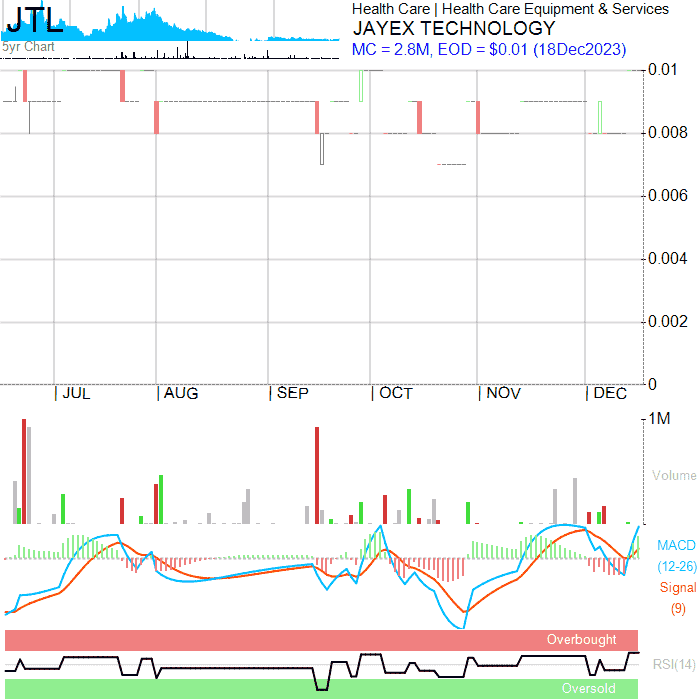 JTL
5yr Chart
Health Care | Health Care Equipment & Services
JAYEX TECHNOLOGY
MC = 2.8M, EOD = $0.01 (18Dec2023)
0.01
0.008
0.006
0.004
0.002
0
| JUL | AUG | SEP | OCT | NOV | DEC
1M
Volume
MACD
(12-26)
Signal
(9)
Overbought
RSI(14)
Oversold